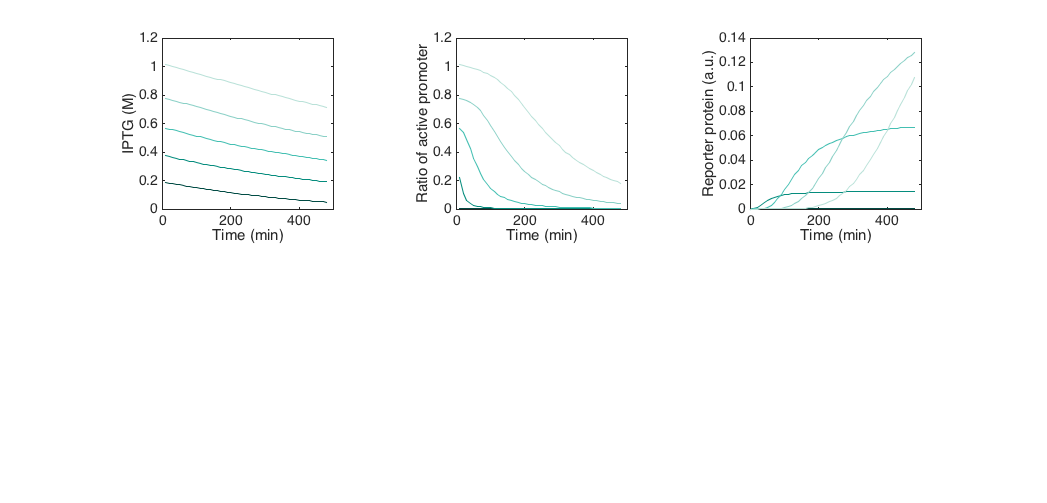 IPTG (M)
1.2
1
0.8
0.6
0.4
0.2
0
0 200 400
Time (min)
Ratio of active promoter
1.2
1
0.8
0.6
0.4
0.2
0
0 200 400
Time (min)
Reporter protein (a.u.)
0.14
0.12
0.1
0.08
0.06
0.04
0.02
0
0 200 400
Time (min)